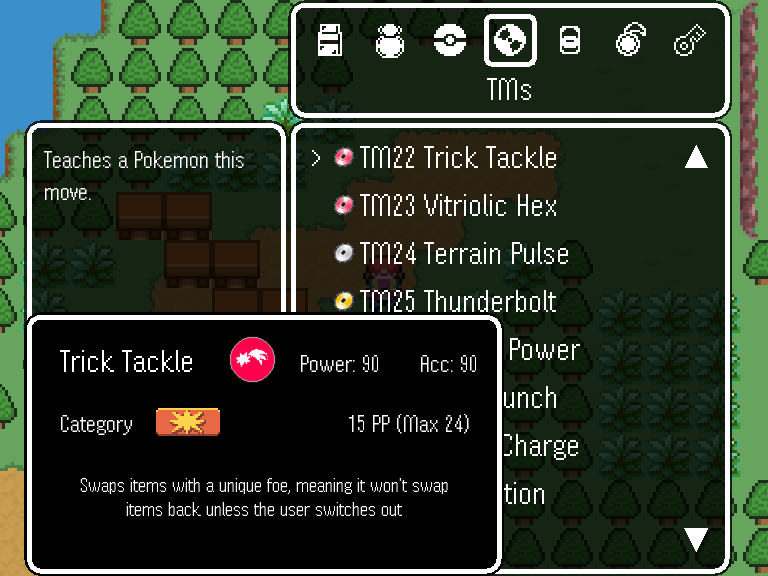 TMs
Teaches a Pokemon this
move.
> TM22 Trick Tackle
TM23 Vitriolic Hex
TM24 Terrain Pulse
TM25 Thunderbolt
Power
unch
Charge
tion
Trick Tackle Power: 90 Acc: 90
Category 15 PP (Max 24)
Swaps items with a unique foe, meaning it won't swap
items back unless the user switches out